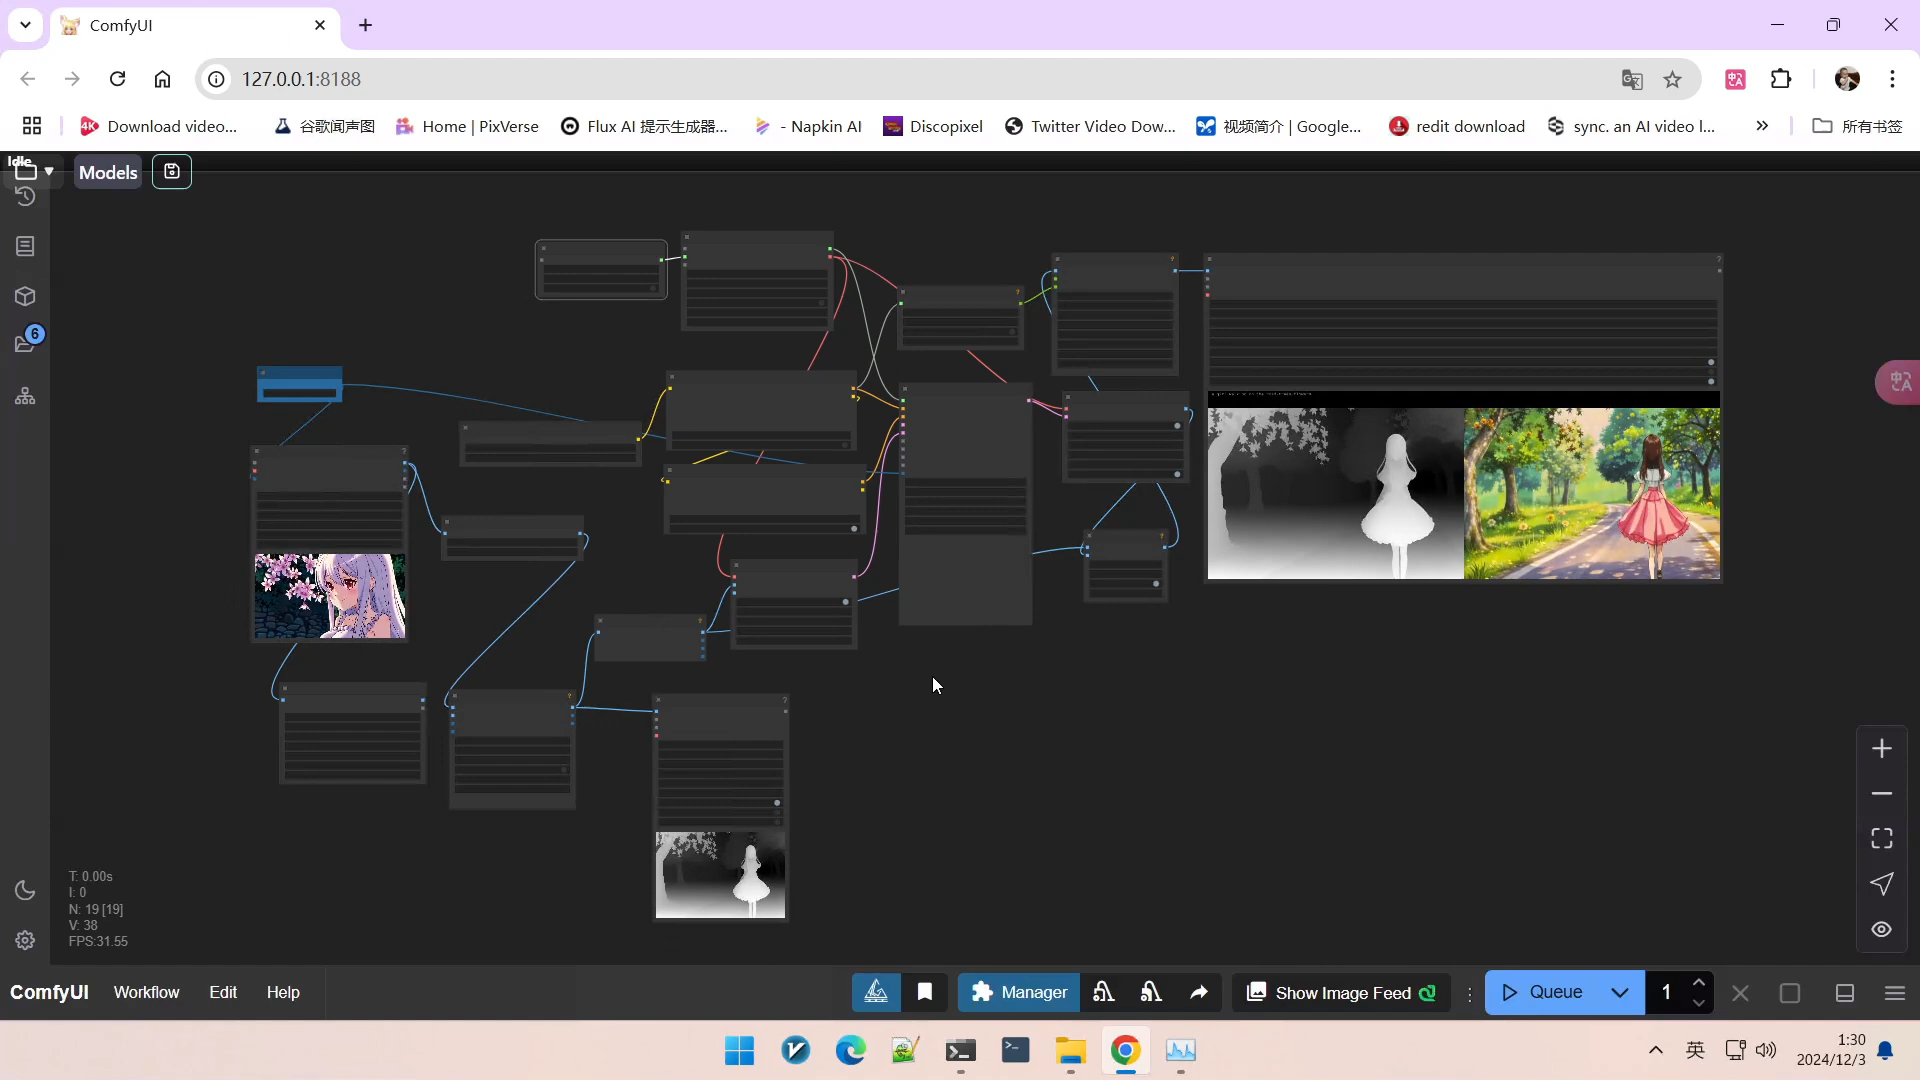 ComfyUI
127.0.0.1:8188
Download video...
谷歌闻声图
Home | PixVerse
Flux AI 提示生成器...
- Napkin AI
Discopixel
Twitter Video Dow...
视频简介 | Google...
redit download
sync. an AI video l...
所有书签
Idle
Models
6
T: 0.00s
I: 0
N: 19 [19]
V: 38
FPS:31.55
ComfyUI
Workflow
Edit
Help
Manager
Show Image Feed
Queue
1
英
1:30
2024/12/3